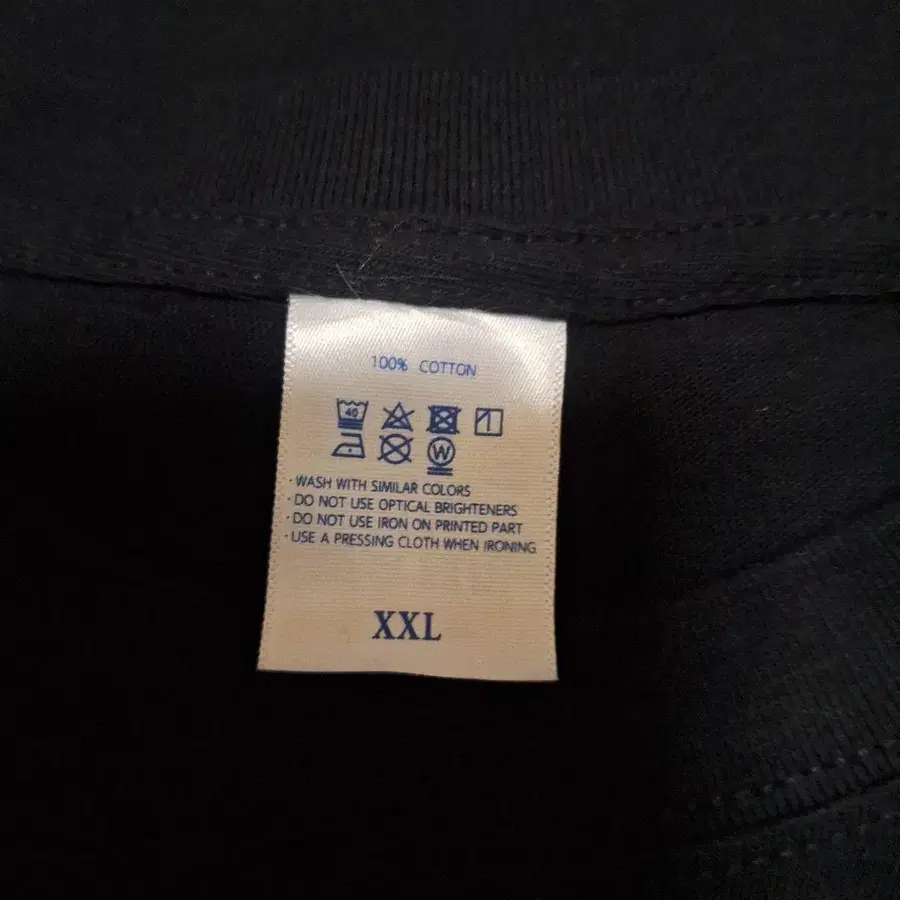 100% COTTON
40
W
· WASH WITH SIMILAR COLORS
· DO NOT USE OPTICAL BRIGHTENERS
· DO NOT USE IRON ON PRINTED PART
· USE A PRESSING CLOTH WHEN IRONING
XXL